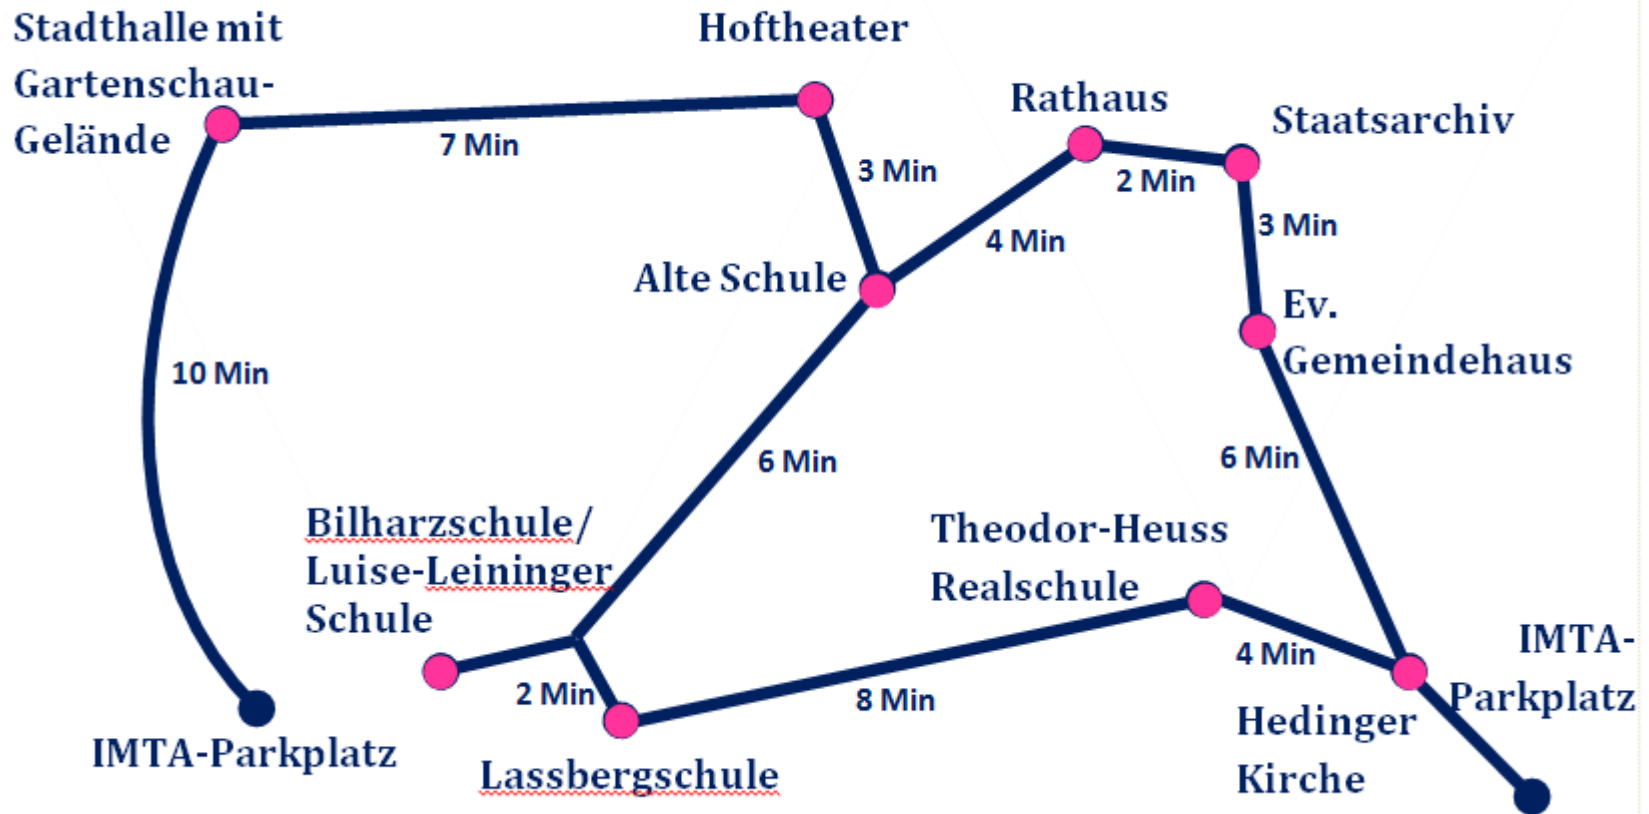 Stadthalle mit
Gartenschau-
Gelände
Hoftheater
7 Min
3 Min
Rathaus
Staatsarchiv
2 Min
4 Min
3 Min
Alte Schule
Ev.
Gemeindehaus
10 Min
6 Min
6 Min
Bilharzschule/
Luise-Leininger
Schule
Theodor-Heuss
Realschule
2 Min
8 Min
4 Min
IMTA-
Parkplatz
Hedinger
Kirche
IMTA-Parkplatz
Lassbergschule